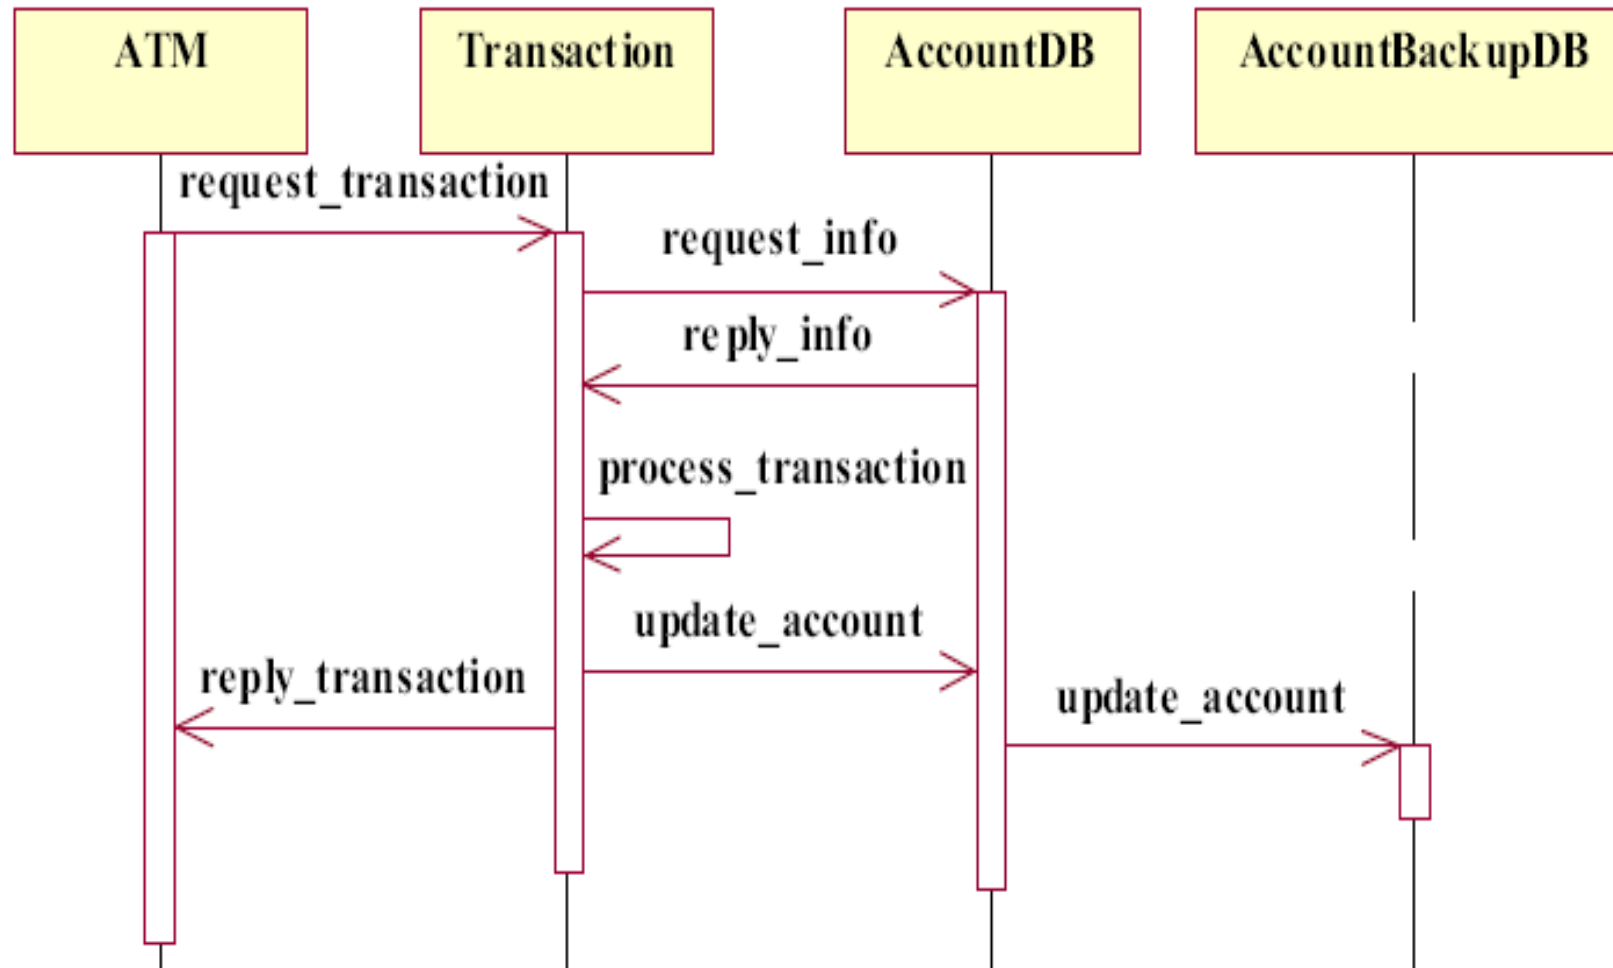 ATM
Transaction
AccountDB
AccountBackupDB
request_transaction
request_info
reply_info
process_transaction
update_account
reply_transaction
update_account